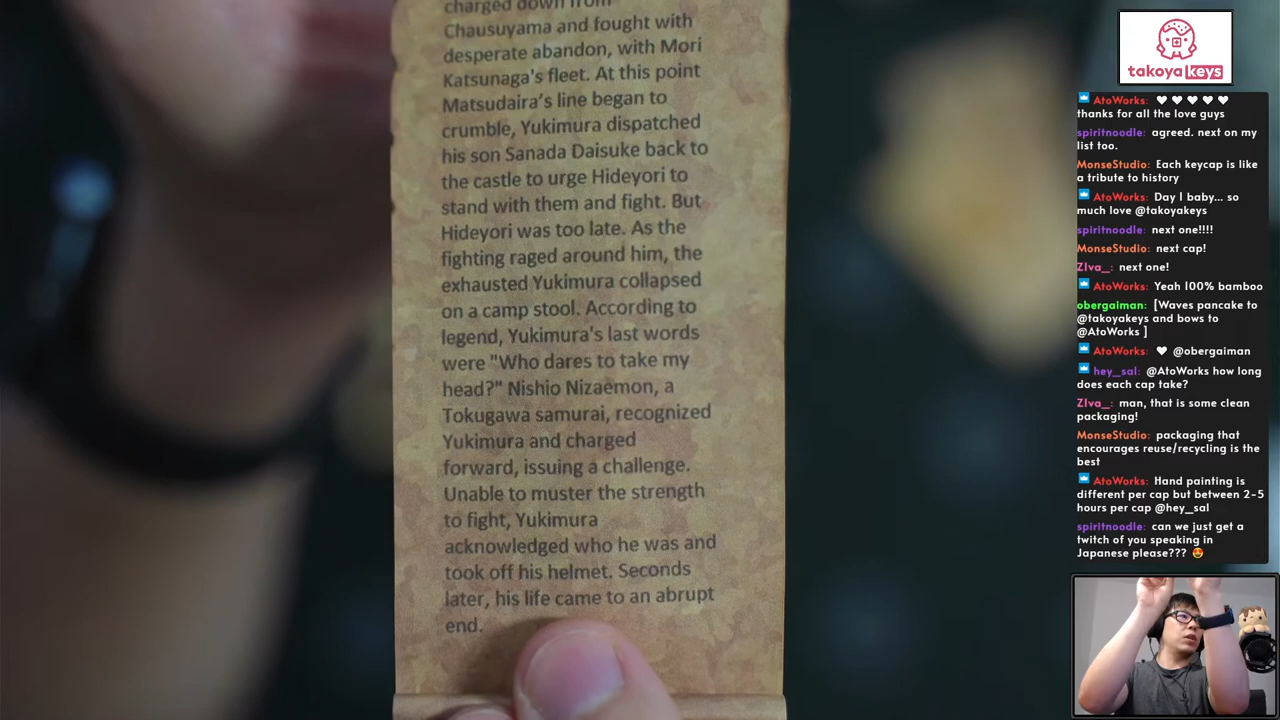 charged down from
Chausuyama and fought with
desperate abandon, with Mori
Katsunaga's fleet. At this point
Matsudaira's line began to
crumble, Yukimura dispatched
his son Sanada Daisuke back to
the castle to urge Hideyori to
stand with them and fight. But
Hideyori was too late. As the
fighting raged around him, the
exhausted Yukimura collapsed
on a camp stool. According to
legend, Yukimura's last words
were "Who dares to take my
head?" Nishio Nizaemon, a
Tokugawa samurai, recognized
Yukimura and charged
forward, issuing a challenge.
Unable to muster the strength
to fight, Yukimura
acknowledged who he was and
took off his helmet. Seconds
later, his life came to an abrupt
end.
takoya keys
AtoWorks: ♥ ♥ ♥ ♥ ♥
thanks for all the love guys
spiritnoodle: agreed. next on my
list too.
MonseStudio: Each keycap is like
a tribute to history
AtoWorks: Day 1 baby... so
much love @takoyakeys
spiritnoodle: next one!!!!
MonseStudio: next cap!
Zlva_: next one!
AtoWorks: Yeah 100% bamboo
obergaiman: [Waves pancake to
@takoyakeys and bows to
@AtoWorks ]
AtoWorks: ♥ @obergaiman
hey_sal: @AtoWorks how long
does each cap take?
Zlva_: man, that is some clean
packaging!
MonseStudio: packaging that
encourages reuse/recycling is the
best
AtoWorks: Hand painting is
different per cap but between 2-5
hours per cap @hey_sal
spiritnoodle: can we just get a
twitch of you speaking in
Japanese please??? 😍